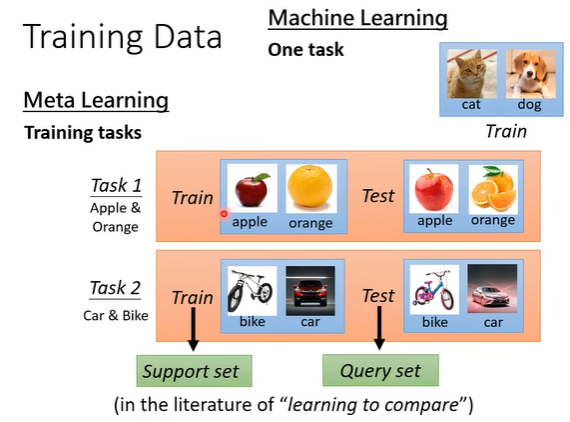 Training Data
Machine Learning
One task
cat dog
Train
Meta Learning
Training tasks
Task 1
Apple &
Orange
Train
apple orange
Test
apple orange
Task 2
Car & Bike
Train
bike car
Test
bike car
Support set
Query set
(in the literature of “learning to compare”)